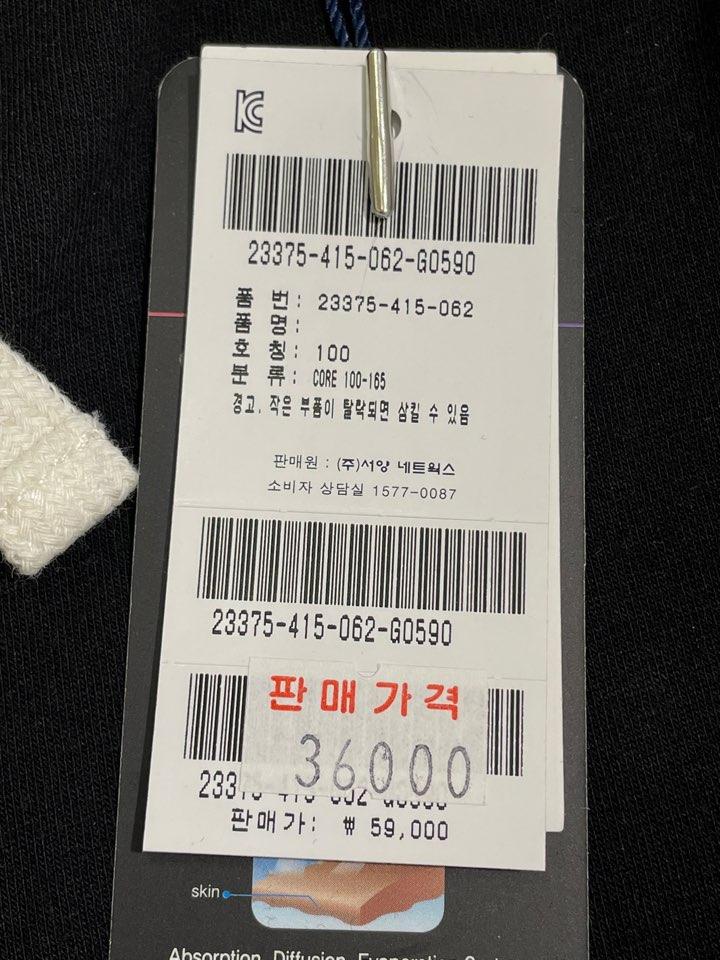 KC
23375-415-062-G0590
품 번: 23375-415-062
품 명:
호 칭: 100
분 류: CORE 100-165
경고. 작은 부품이 탈락되면 삼킬 수 있음
판매원 : (주)서양 네트웍스
소비자 상담실 1577-0087
23375-415-062-G0590
판매가격
36000
판매가: ₩ 59,000
skin
Absorption Diffusion Evaporation